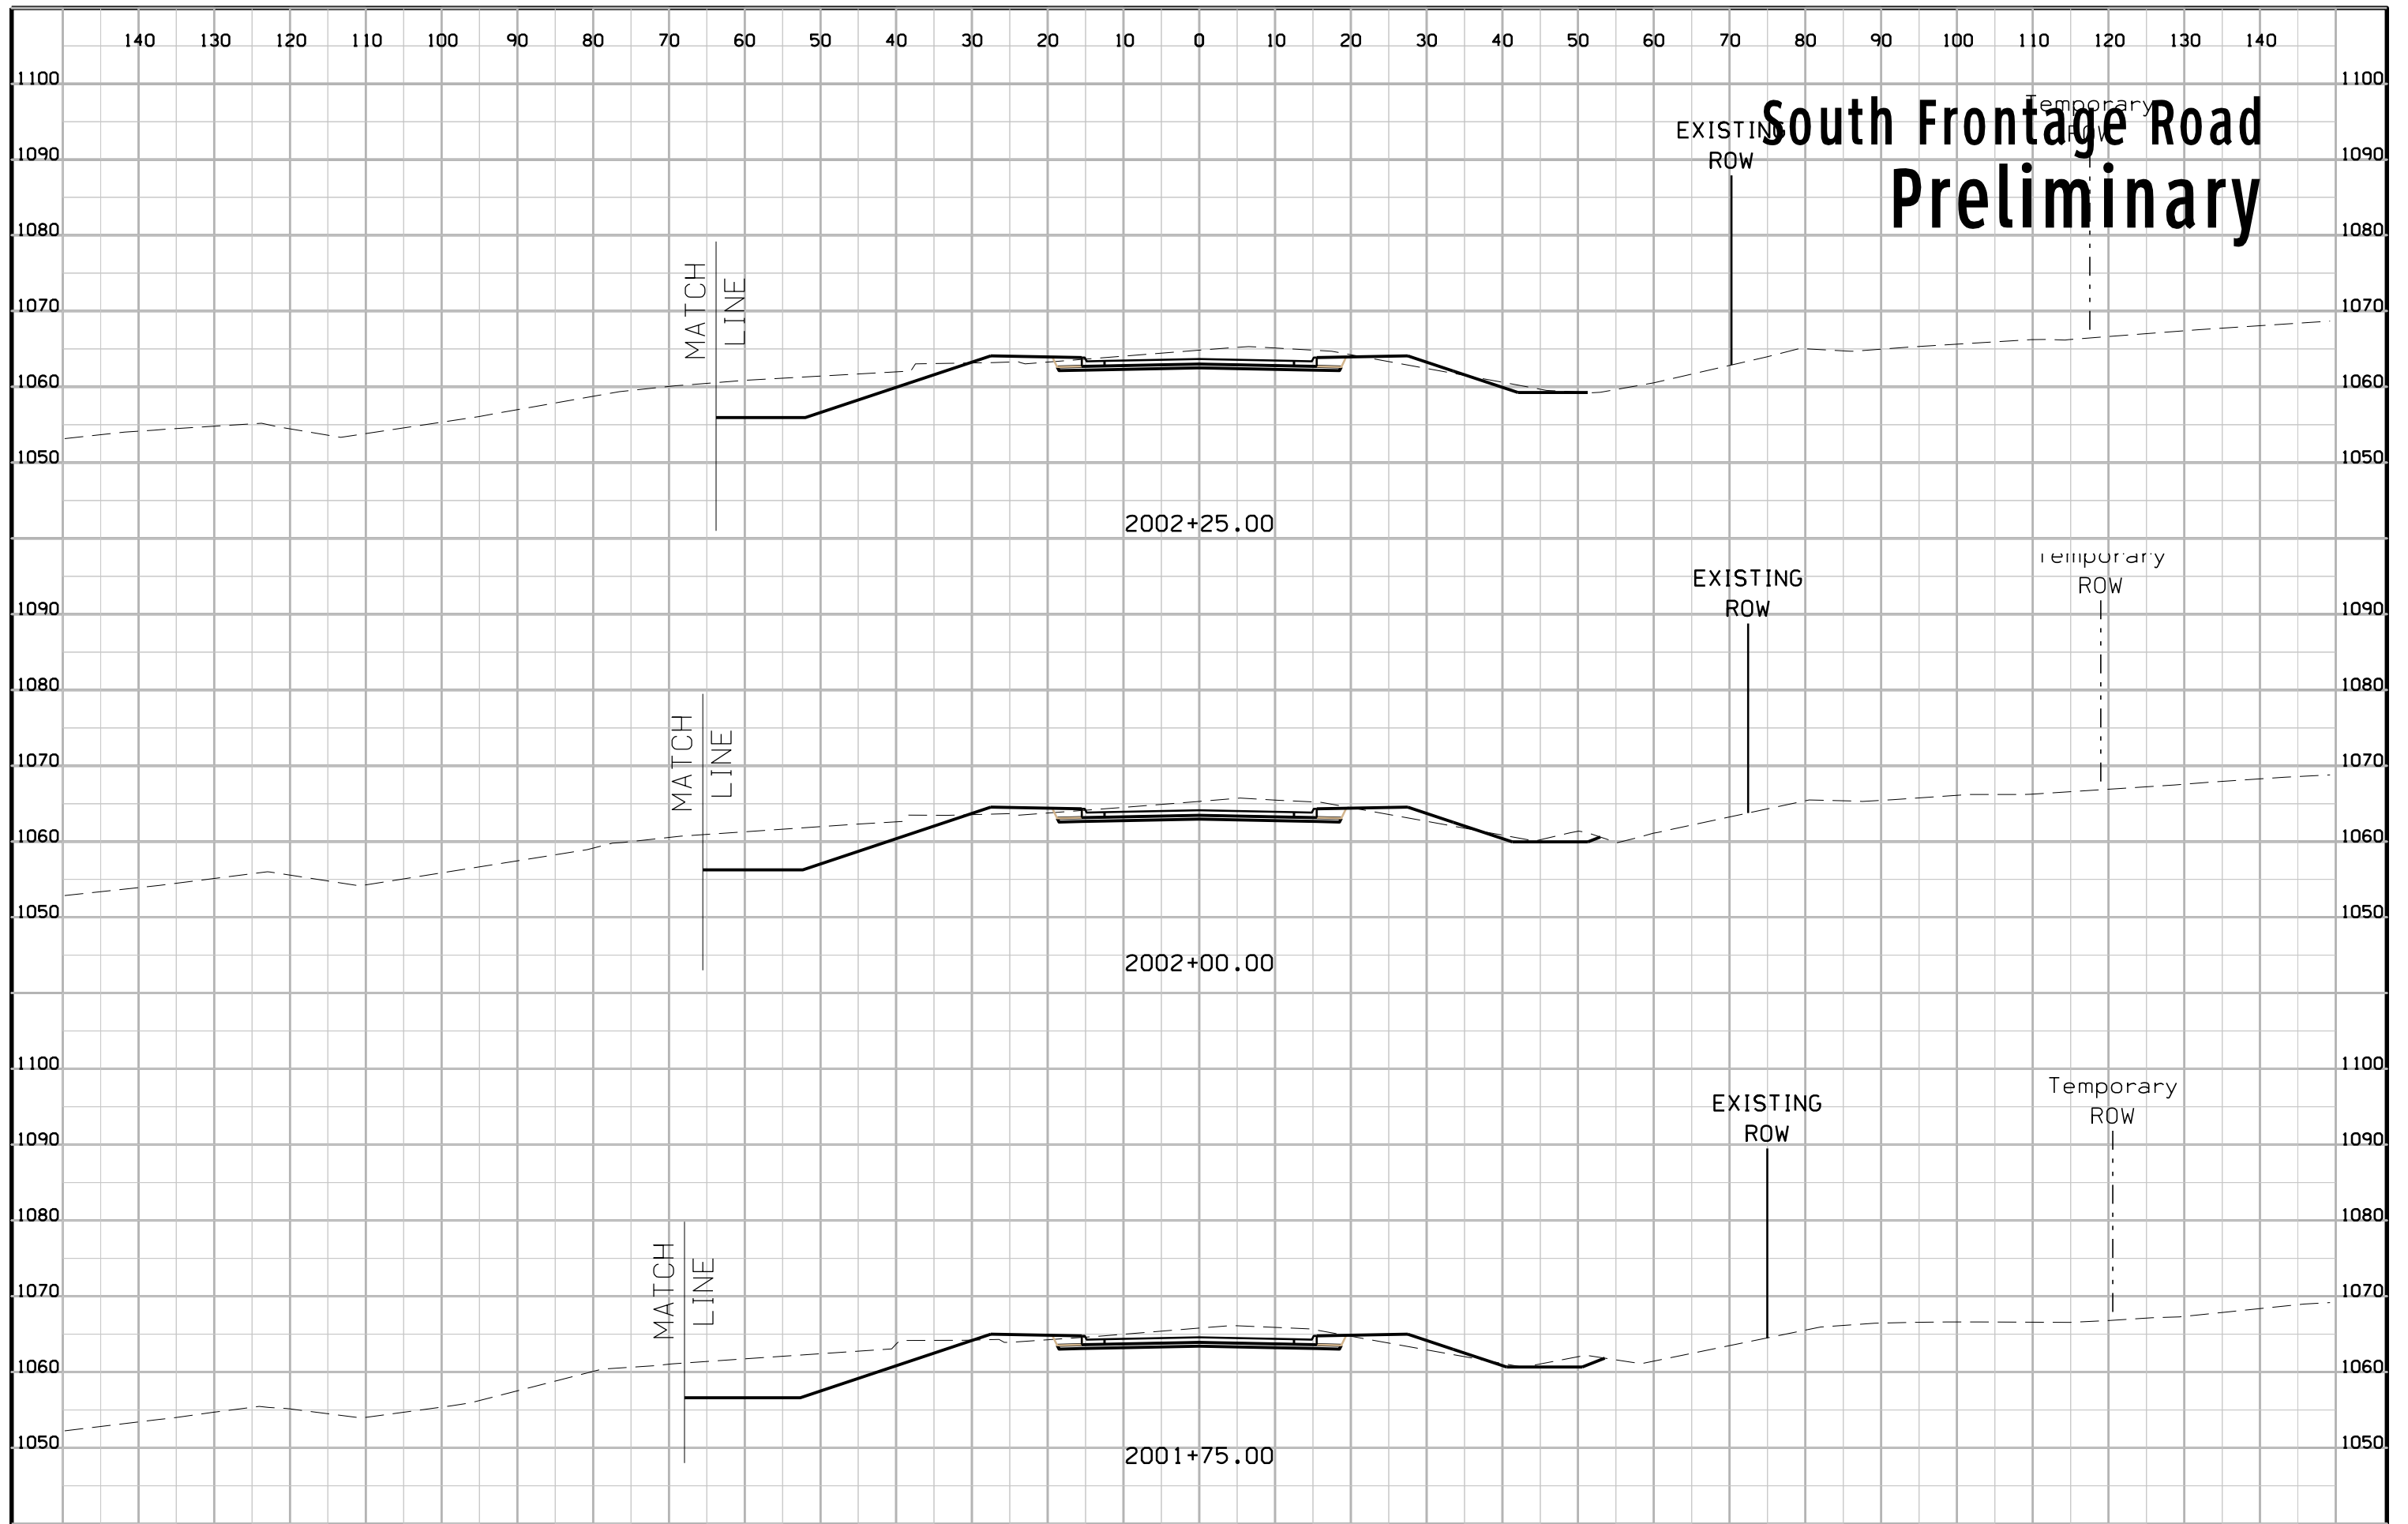 140 130 120 110 100 90 80 70 60 50 40 30 20 10 0 10 20 30 40 50 60 70 80 90 100 110 120 130 140
1100 1100
Temporary
South Frontage Road
EXISTING
ROW
1090 ROW 1090
Preliminary
1080 1080
MATCH
LINE
1070 1070
1060 1060
1050 1050
2002+25.00
Temporary
ROW
EXISTING
ROW
1090 1090
1080 1080
MATCH
LINE
1070 1070
1060 1060
1050 1050
2002+00.00
1100 1100
Temporary
ROW
EXISTING
ROW
1090 1090
1080 1080
MATCH
LINE
1070 1070
1060 1060
1050 1050
2001+75.00